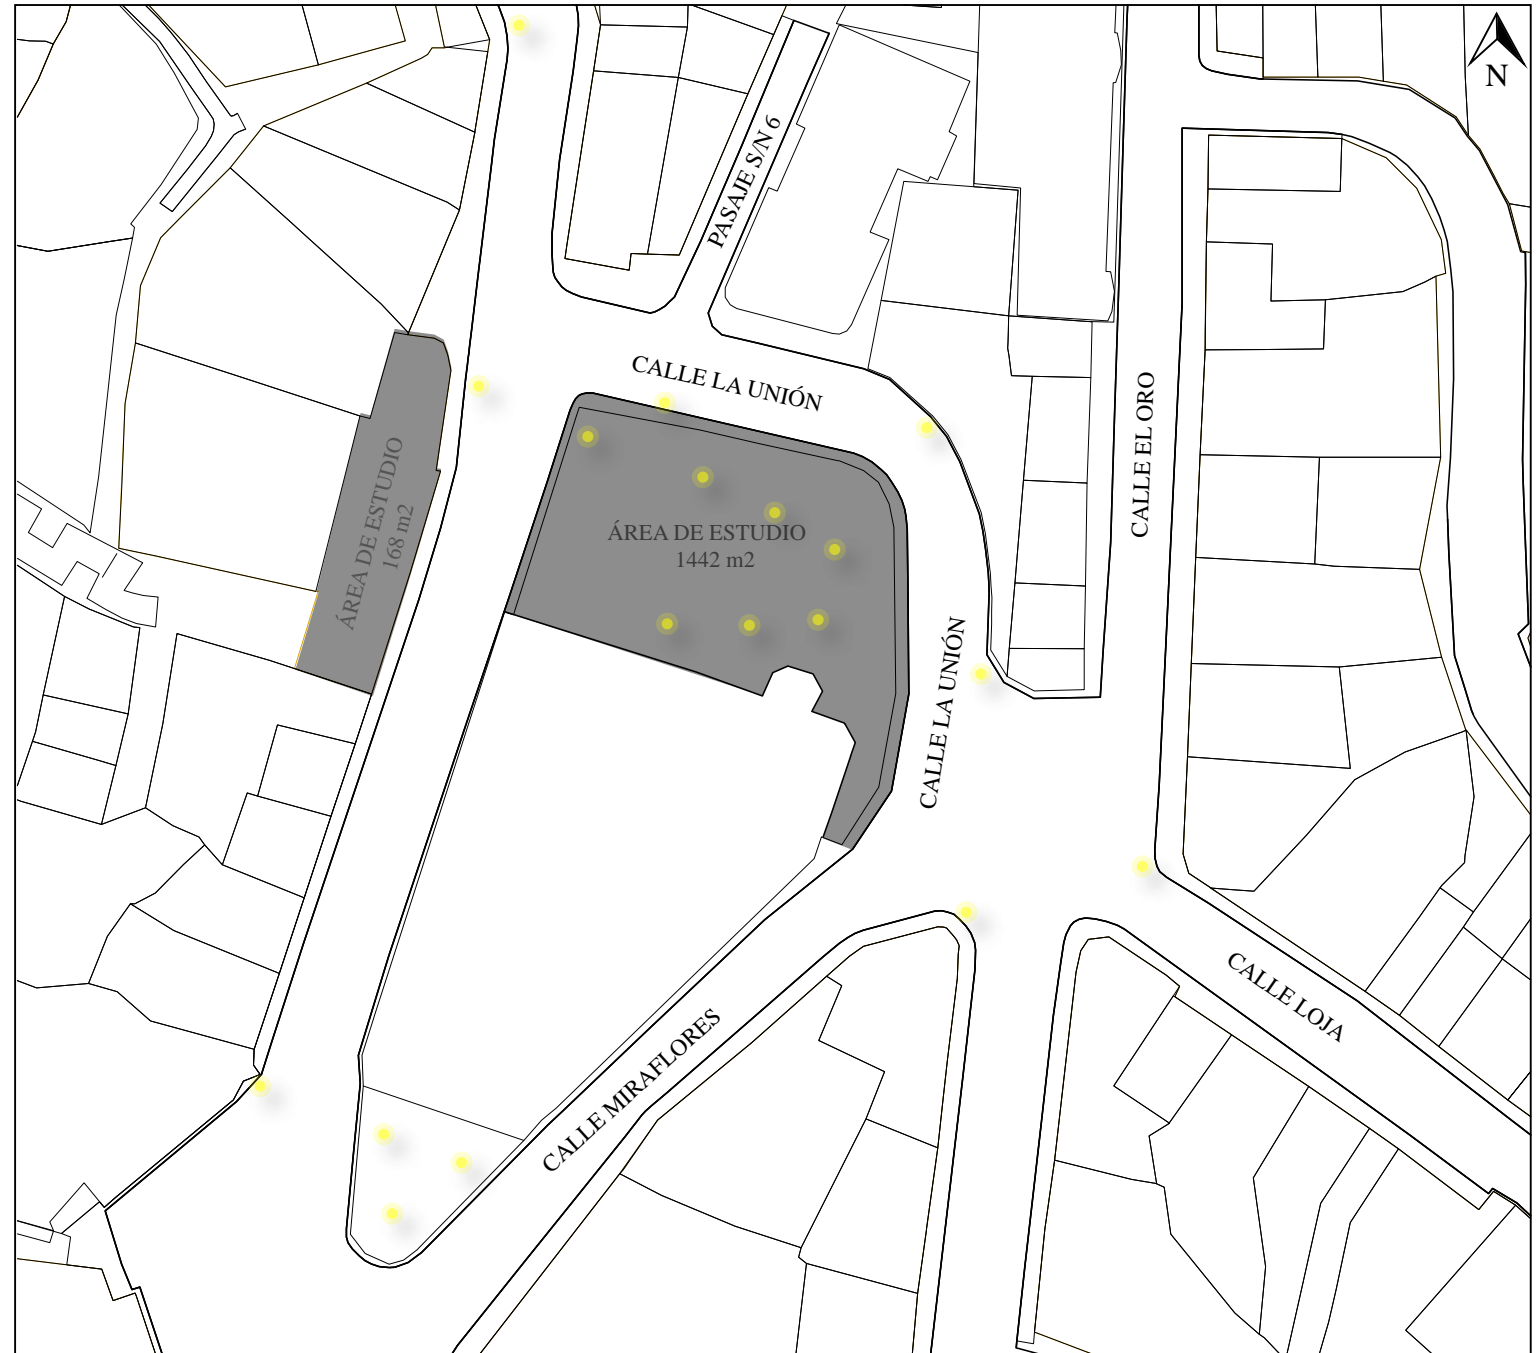 N
PASAJE S/N 6
CALLE LA UNIÓN
CALLE EL ORO
ÁREA DE ESTUDIO
168 m2
ÁREA DE ESTUDIO
1442 m2
CALLE LA UNIÓN
CALLE LOJA
CALLE MIRAFLORES